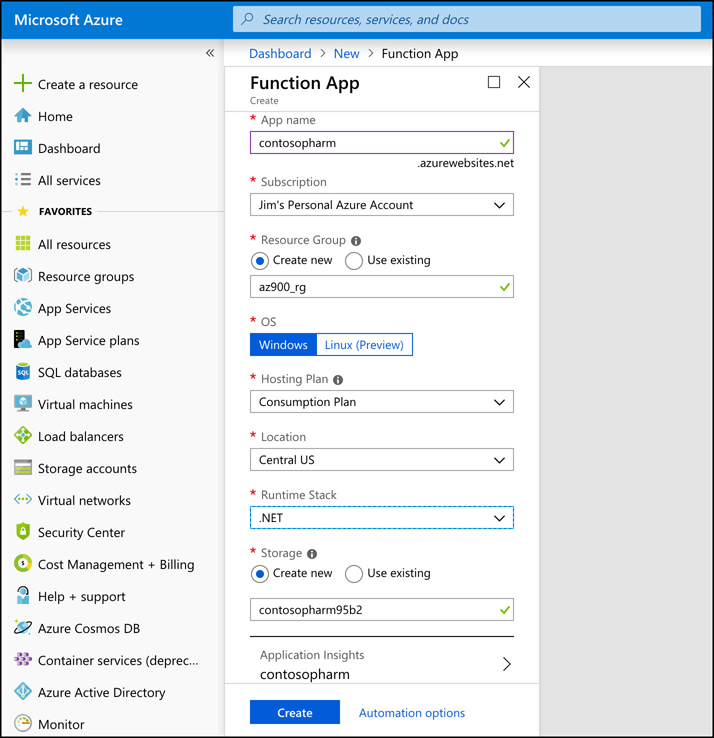 Microsoft Azure
Search resources, services, and docs
«
Create a resource
Home
Dashboard
All services
FAVORITES
All resources
Resource groups
App Services
App Service plans
SQL databases
Virtual machines
Load balancers
Storage accounts
Virtual networks
Security Center
Cost Management + Billing
Help + support
Azure Cosmos DB
Container services (deprec...
Azure Active Directory
Monitor
Dashboard > New > Function App
Function App
Create
* App name
contosopharm
.azurewebsites.net
* Subscription
Jim's Personal Azure Account
* Resource Group
Create new Use existing
az900_rg
* OS
Windows Linux (Preview)
* Hosting Plan
Consumption Plan
* Location
Central US
* Runtime Stack
.NET
* Storage
Create new Use existing
contosopharm95b2
Application Insights
contosopharm
Create Automation options